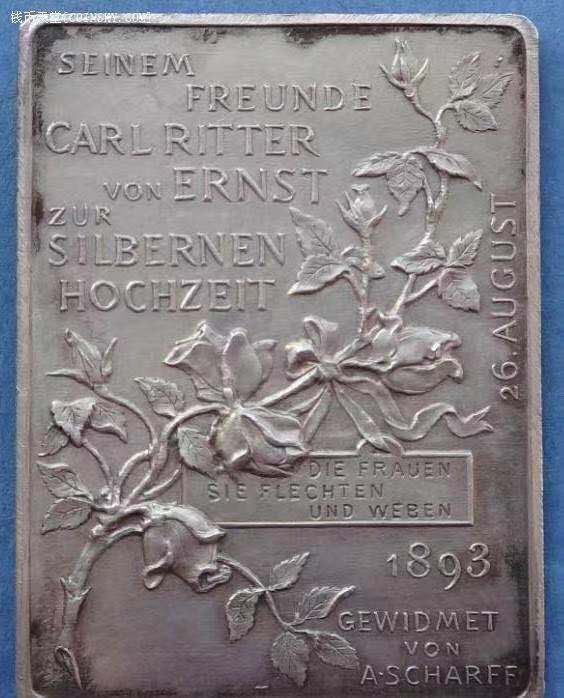 SEINEM
FREUNDE
CARL RITTER
VON ERNST
ZUR
SILBERNEN
HOCHZEIT
26. AUGUST
DIE FRAUEN
SIE FLECHTEN
UND WEBEN
1893
GEWIDMET
VON
A·SCHARFF